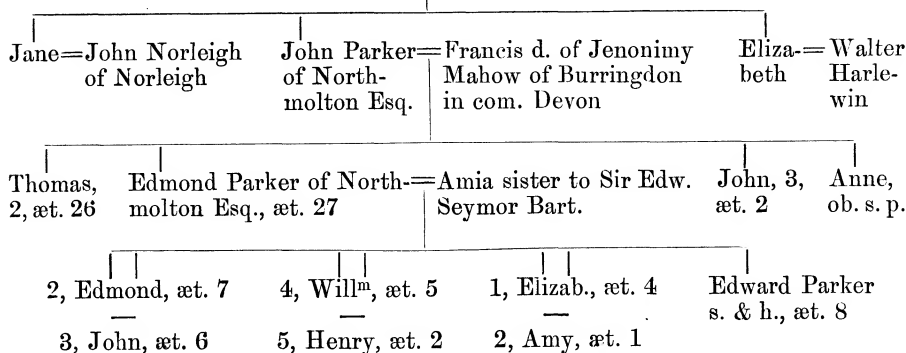 Jane=John Norleigh
of Norleigh
John Parker=Francis d. of Jenonimy
of North- Mahow of Burringdon
molton Esq. in com. Devon
Eliza-=Walter
beth Harle-
win
Thomas,
2, æt. 26
Edmond Parker of North-=Amia sister to Sir Edw.
molton Esq., æt. 27 Seymor Bart.
John, 3,
æt. 2
Anne,
ob. s. p.
2, Edmond, æt. 7
3, John, æt. 6
4, Willᵐ, æt. 5
5, Henry, æt. 2
1, Elizab., æt. 4
2, Amy, æt. 1
Edward Parker
s. & h., æt. 8